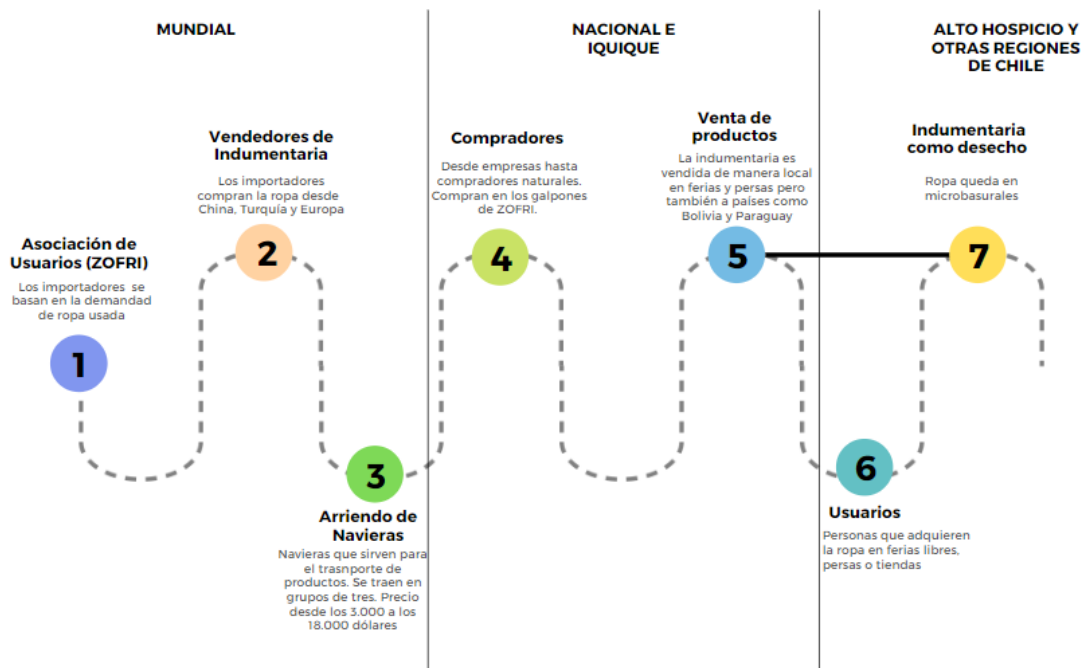 MUNDIAL
NACIONAL E
IQUIQUE
ALTO HOSPICIO Y
OTRAS REGIONES
DE CHILE
Asociación de
Usuarios (ZOFRI)
Los importadores se
basan en la demandad
de ropa usada
1
Vendedores de
Indumentaria
Los importadores
compran la ropa desde
China, Turquía y Europa
2
3
Arriendo de
Navieras
Navieras que sirven para
el trasnporte de
productos. Se traen en
grupos de tres. Precio
desde los 3.000 a los
18.000 dólares
Compradores
Desde empresas hasta
compradores naturales.
Compran en los galpones
de ZOFRI.
4
Venta de
productos
La indumentaria es
vendida de manera local
en ferias y persas pero
también a países como
Bolivia y Paraguay
5
6
Usuarios
Personas que adquieren
la ropa en ferias libres,
persas o tiendas
Indumentaria
como desecho
Ropa queda en
microbasurales
7